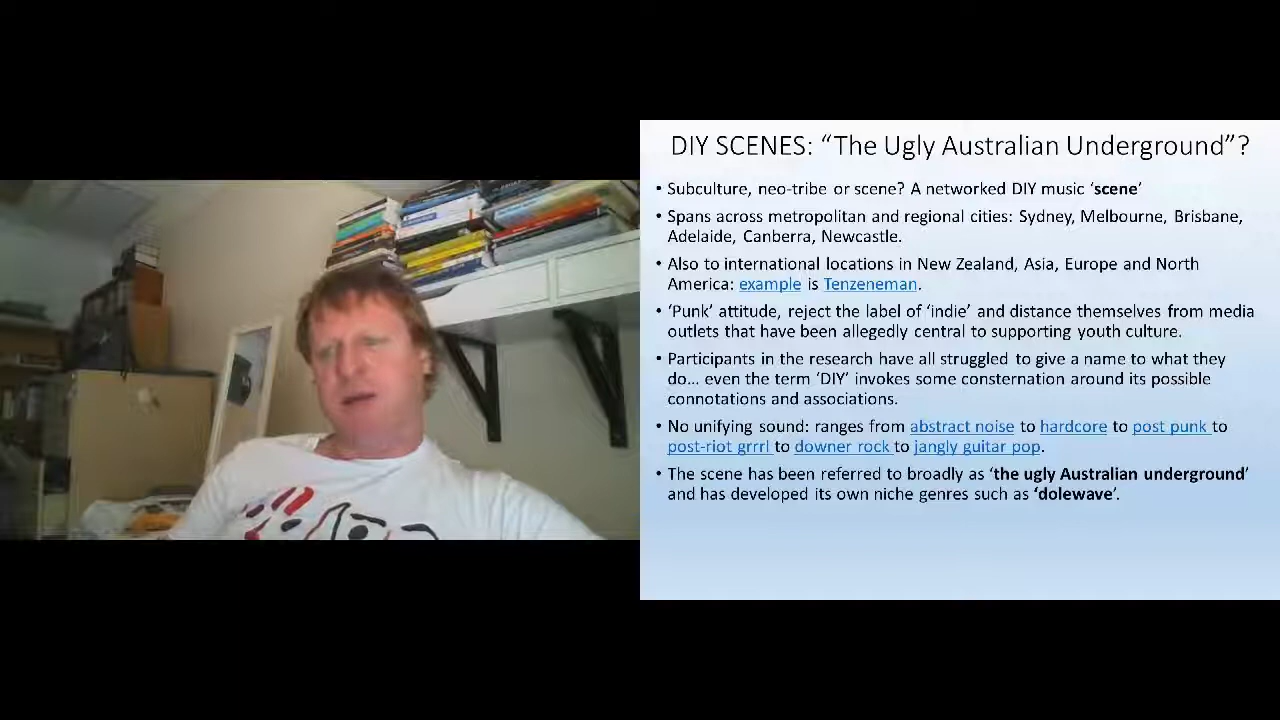 DIY SCENES: “The Ugly Australian Underground”?
• Subculture, neo-tribe or scene? A networked DIY music ‘scene’
• Spans across metropolitan and regional cities: Sydney, Melbourne, Brisbane,
Adelaide, Canberra, Newcastle.
• Also to international locations in New Zealand, Asia, Europe and North
America: example is Tenzeneman.
• ‘Punk’ attitude, reject the label of ‘indie’ and distance themselves from media
outlets that have been allegedly central to supporting youth culture.
• Participants in the research have all struggled to give a name to what they
do… even the term ‘DIY’ invokes some consternation around its possible
connotations and associations.
• No unifying sound: ranges from abstract noise to hardcore to post punk to
post-riot grrrl to downer rock to jangly guitar pop.
• The scene has been referred to broadly as ‘the ugly Australian underground’
and has developed its own niche genres such as ‘dolewave’.